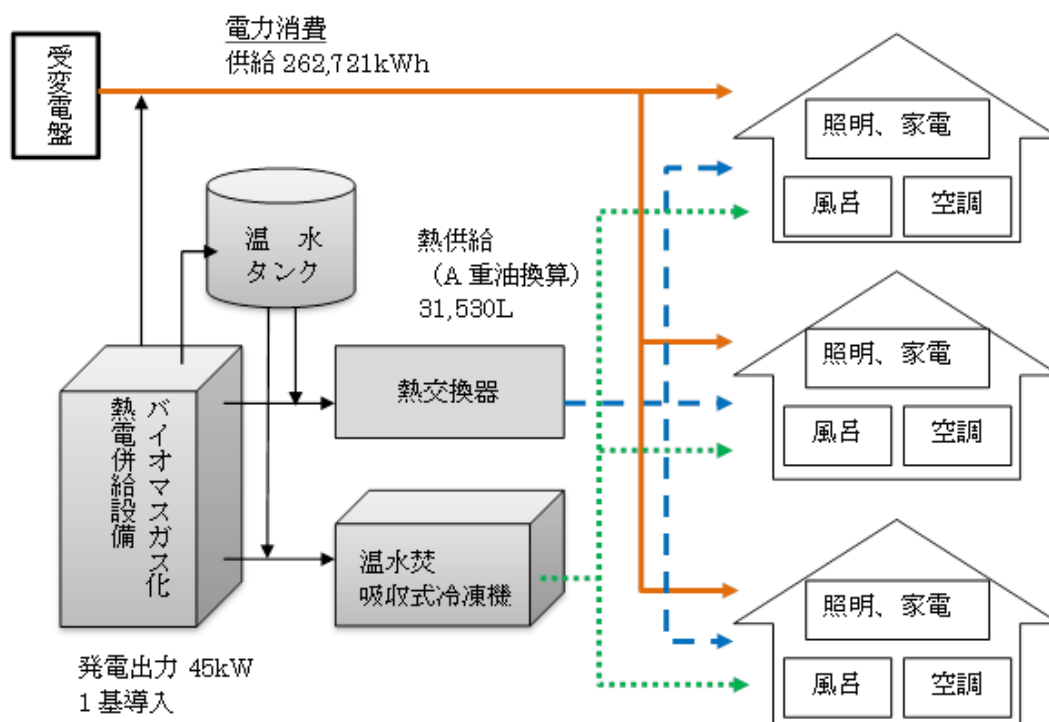 受変電盤
電力消費
供給 262,721kWh
温 水
タンク
熱供給
（A 重油換算）
31,530L
バイオマスガス化
熱電併給設備
熱交換器
温水焚
吸収式冷凍機
発電出力 45kW
1 基導入
照明、家電
風呂
空調
照明、家電
風呂
空調
照明、家電
風呂
空調